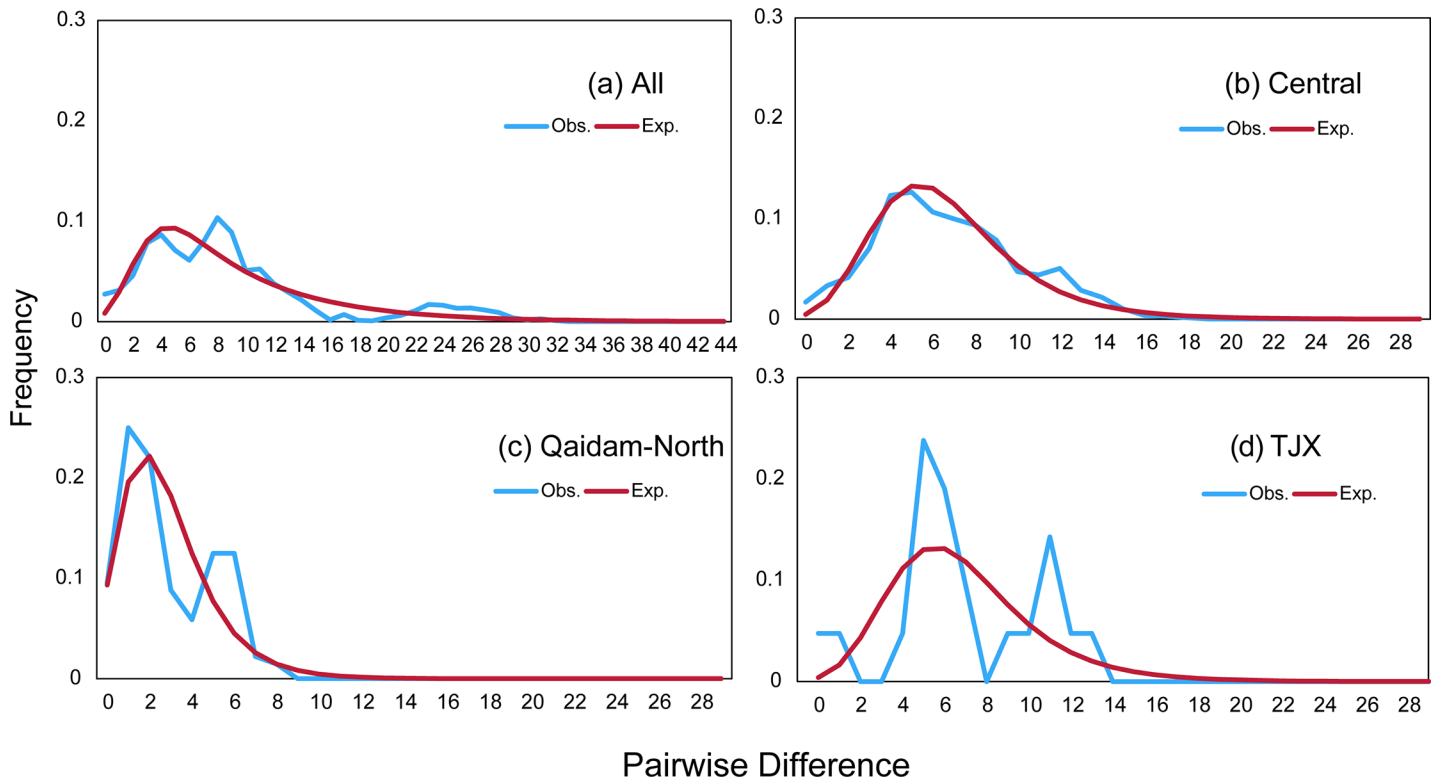 Frequency
0.3
0.2
0.1
0
(a) All
Obs. Exp.
0 2 4 6 8 10 12 14 16 18 20 22 24 26 28 30 32 34 36 38 40 42 44
0.3
0.2
0.1
0
(b) Central
Obs. Exp.
0 2 4 6 8 10 12 14 16 18 20 22 24 26 28
0.3
0.2
0.1
0
(c) Qaidam-North
Obs. Exp.
0 2 4 6 8 10 12 14 16 18 20 22 24 26 28
0.3
0.2
0.1
0
(d) TJX
Obs. Exp.
0 2 4 6 8 10 12 14 16 18 20 22 24 26 28
Pairwise Difference